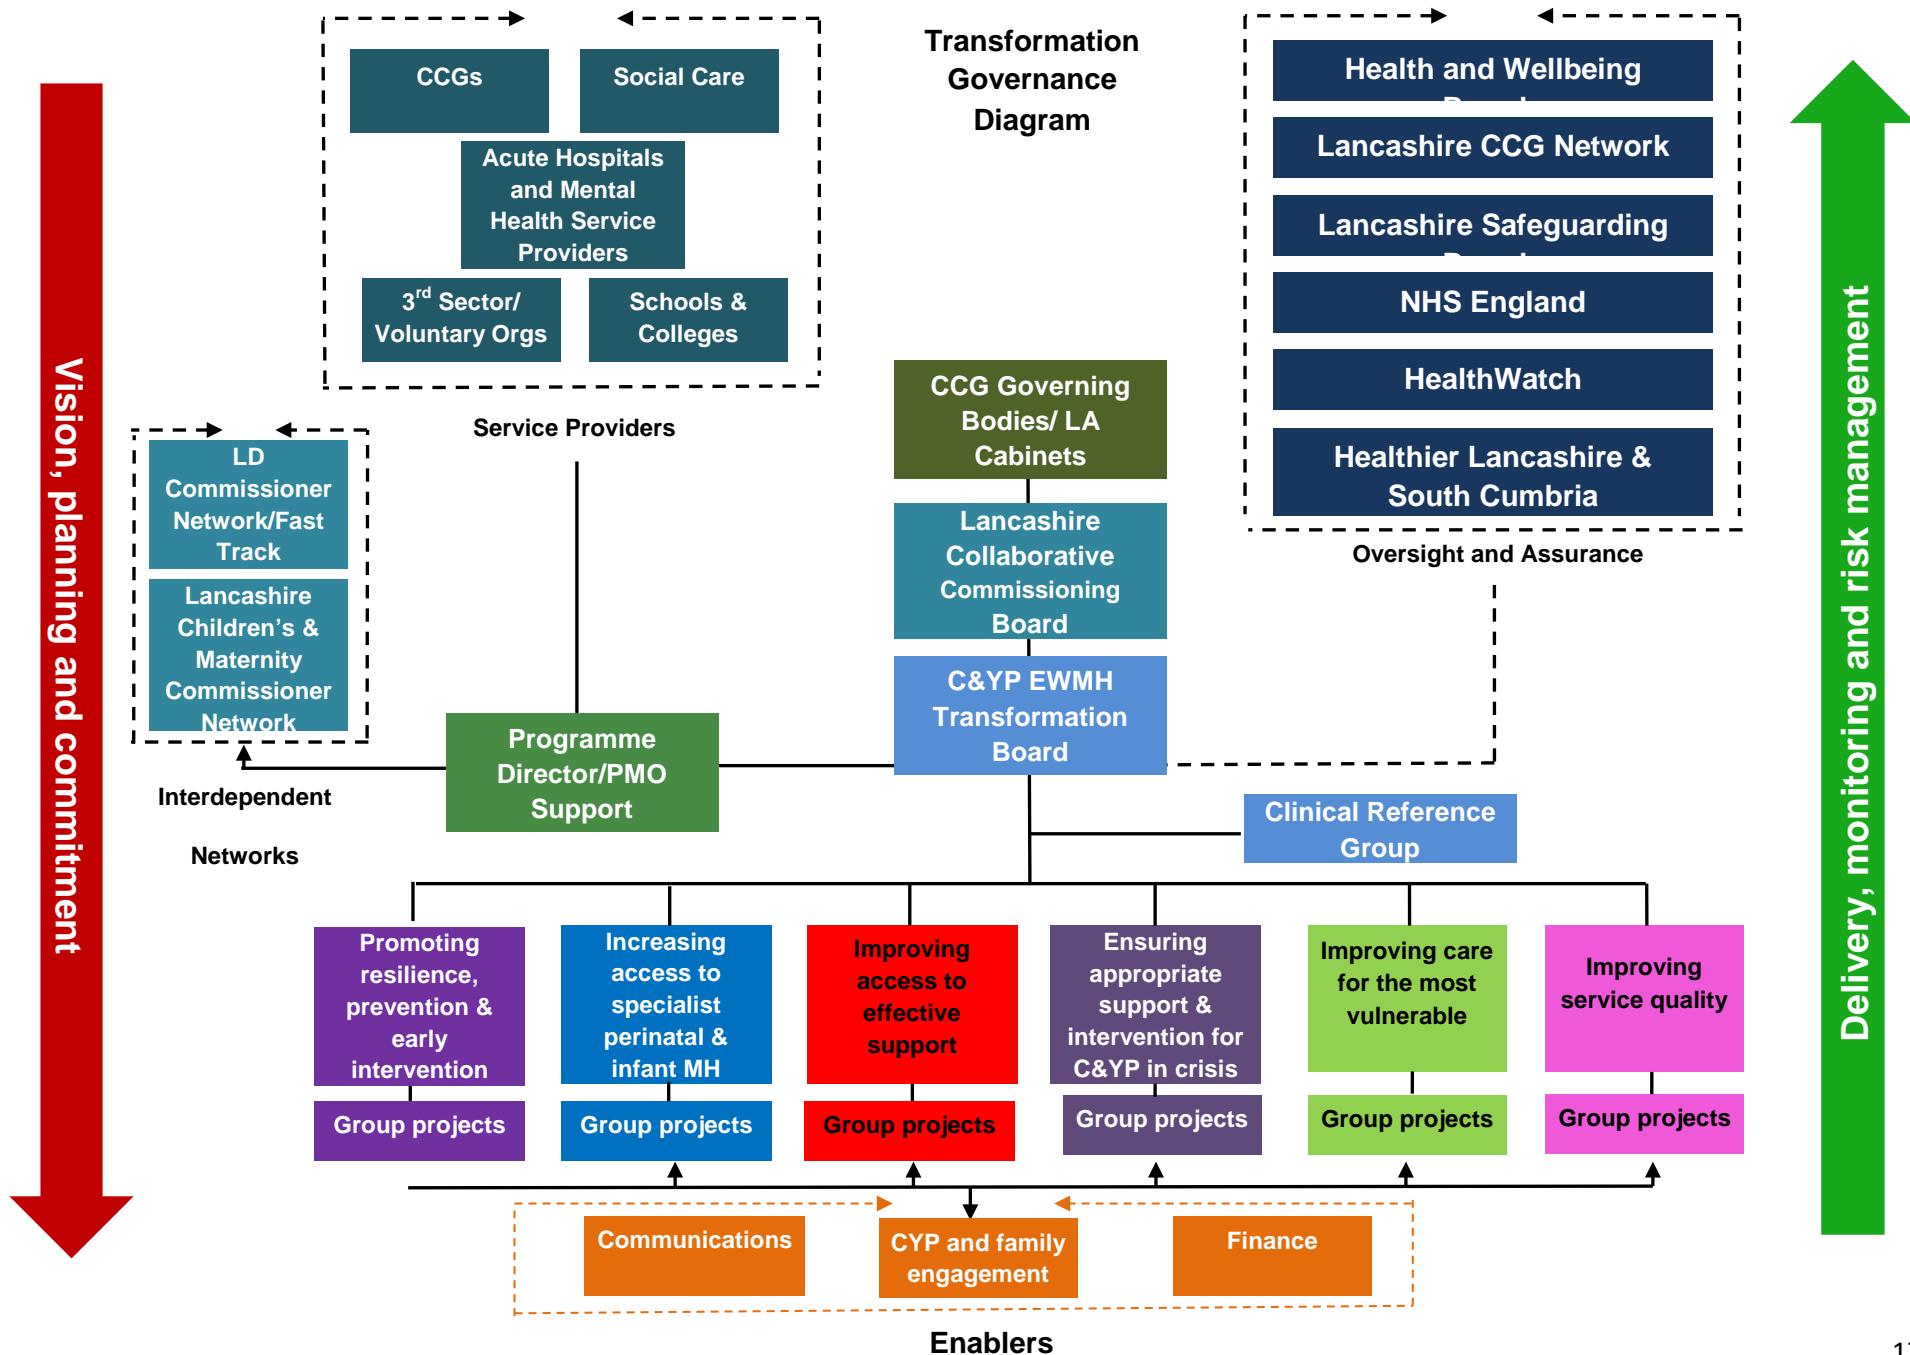 Transformation
Governance
Diagram
CCGs
Social Care
Acute Hospitals
and Mental
Health Service
Providers
3rd Sector/
Voluntary Orgs
Schools &
Colleges
Service Providers
Health and Wellbeing
Lancashire CCG Network
Lancashire Safeguarding
NHS England
HealthWatch
Healthier Lancashire &
South Cumbria
Oversight and Assurance
Vision, planning and commitment
Delivery, monitoring and risk management
LD
Commissioner
Network/Fast
Track
Lancashire
Children’s &
Maternity
Commissioner
Network
Interdependent
Networks
CCG Governing
Bodies/ LA
Cabinets
Lancashire
Collaborative
Commissioning
Board
C&YP EWMH
Transformation
Board
Programme
Director/PMO
Support
Clinical Reference
Group
Promoting
resilience,
prevention &
early
intervention
Group projects
Increasing
access to
specialist
perinatal &
infant MH
Group projects
Improving
access to
effective
support
Group projects
Ensuring
appropriate
support &
intervention for
C&YP in crisis
Group projects
Improving care
for the most
vulnerable
Group projects
Improving
service quality
Group projects
Communications
CYP and family
engagement
Finance
Enablers